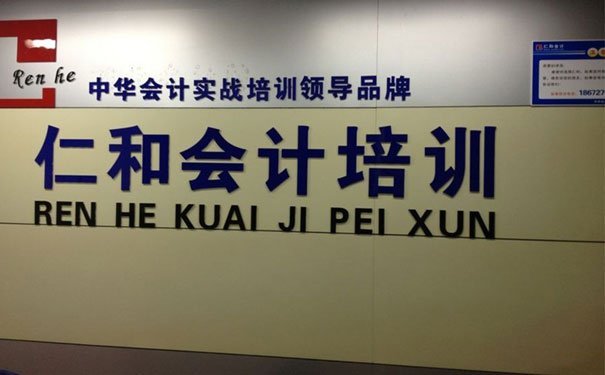 Ren he
中华会计实战培训领导品牌
仁和会计培训
REN HE KUAI JI PEI XUN
仁和会计
18672